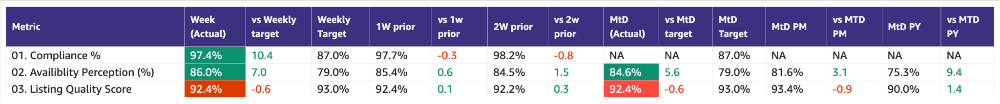 Metric Week (Actual) vs Weekly target Weekly Target 1W prior vs 1w prior 2W prior vs 2w prior MtD (Actual) vs MtD target MtD Target MtD PM vs MTD PM MtD PY vs MTD PY
01. Compliance % 97.4% 10.4 87.0% 97.7% -0.3 98.2% -0.8 NA NA 87.0% NA NA NA NA
02. Availiblity Perception (%) 86.0% 7.0 79.0% 85.4% 0.6 84.5% 1.5 84.6% 5.6 79.0% 81.6% 3.1 75.3% 9.4
03. Listing Quality Score 92.4% -0.6 93.0% 92.4% 0.1 92.2% 0.3 92.4% -0.6 93.0% 93.4% -0.9 90.0% 1.4